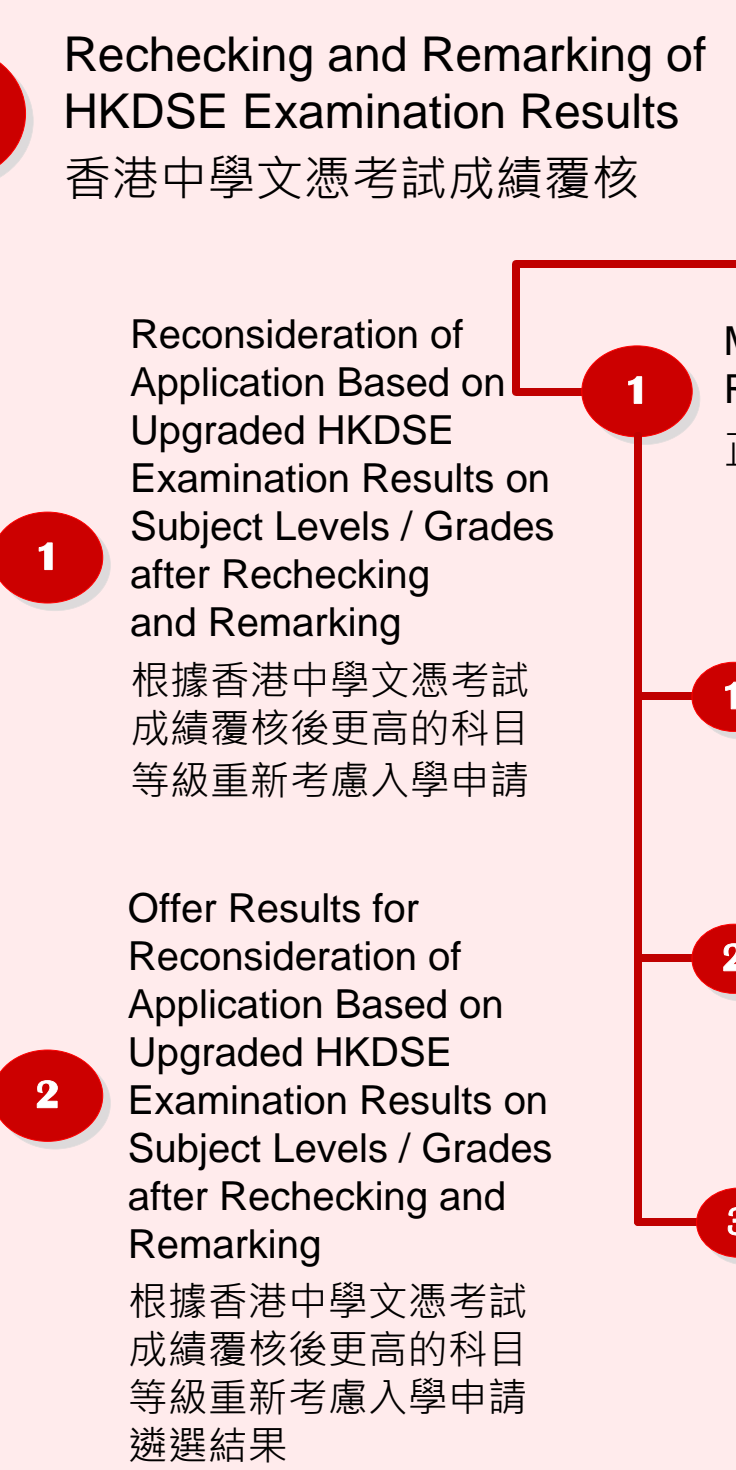 Rechecking and Remarking of
HKDSE Examination Results
香港中學文憑考試成績覆核
1
Reconsideration of
Application Based on
Upgraded HKDSE
Examination Results on
Subject Levels / Grades
after Rechecking
and Remarking
根據香港中學文憑考試
成績覆核後更高的科目
等級重新考慮入學申請
2
Offer Results for
Reconsideration of
Application Based on
Upgraded HKDSE
Examination Results on
Subject Levels / Grades
after Rechecking and
Remarking
根據香港中學文憑考試
成績覆核後更高的科目
等級重新考慮入學申請
遴選結果
1
1
2
3